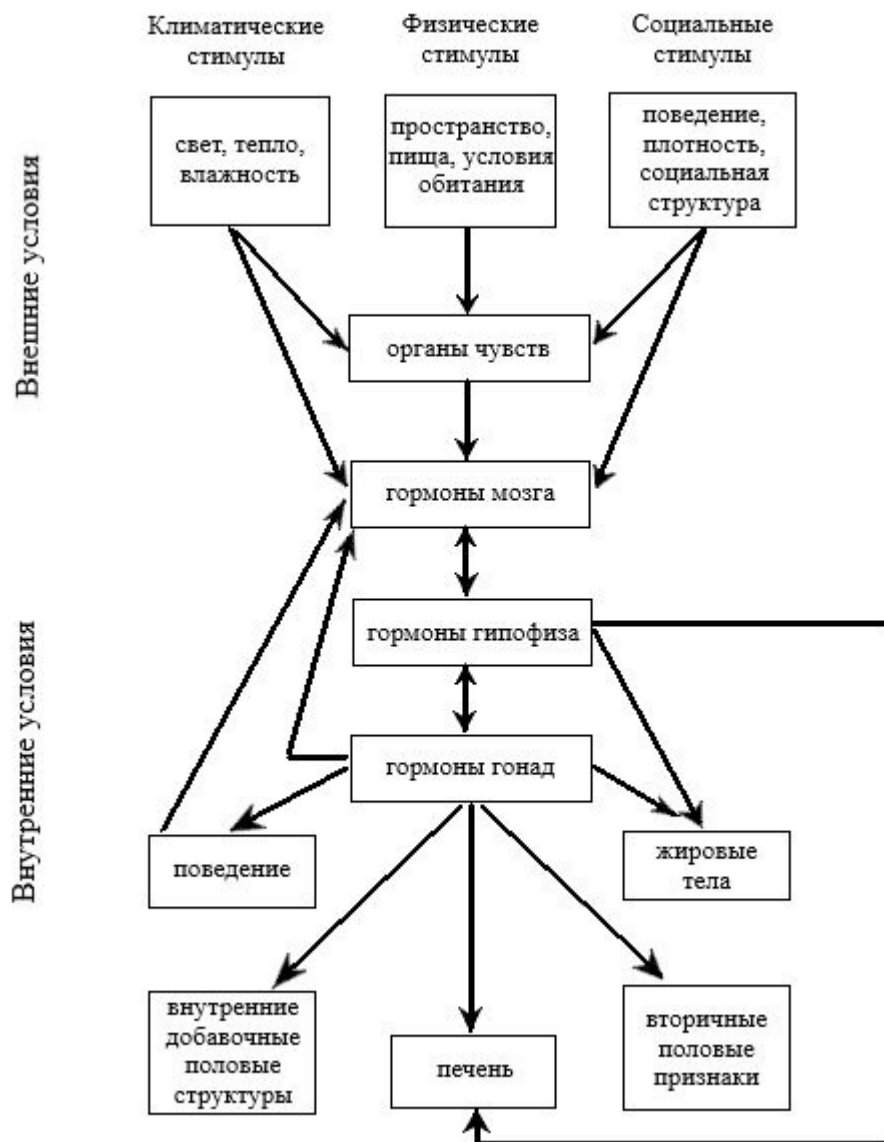 Климатические
стимулы
Физические
стимулы
Социальные
стимулы
Внешние условия
свет, тепло,
влажность
пространство,
пища, условия
обитания
поведение,
плотность,
социальная
структура
органы чувств
гормоны мозга
Внутренние условия
гормоны гипофиза
гормоны гонад
поведение
жировые
тела
внутренние
добавочные
половые
структуры
печень
вторичные
половые
признаки